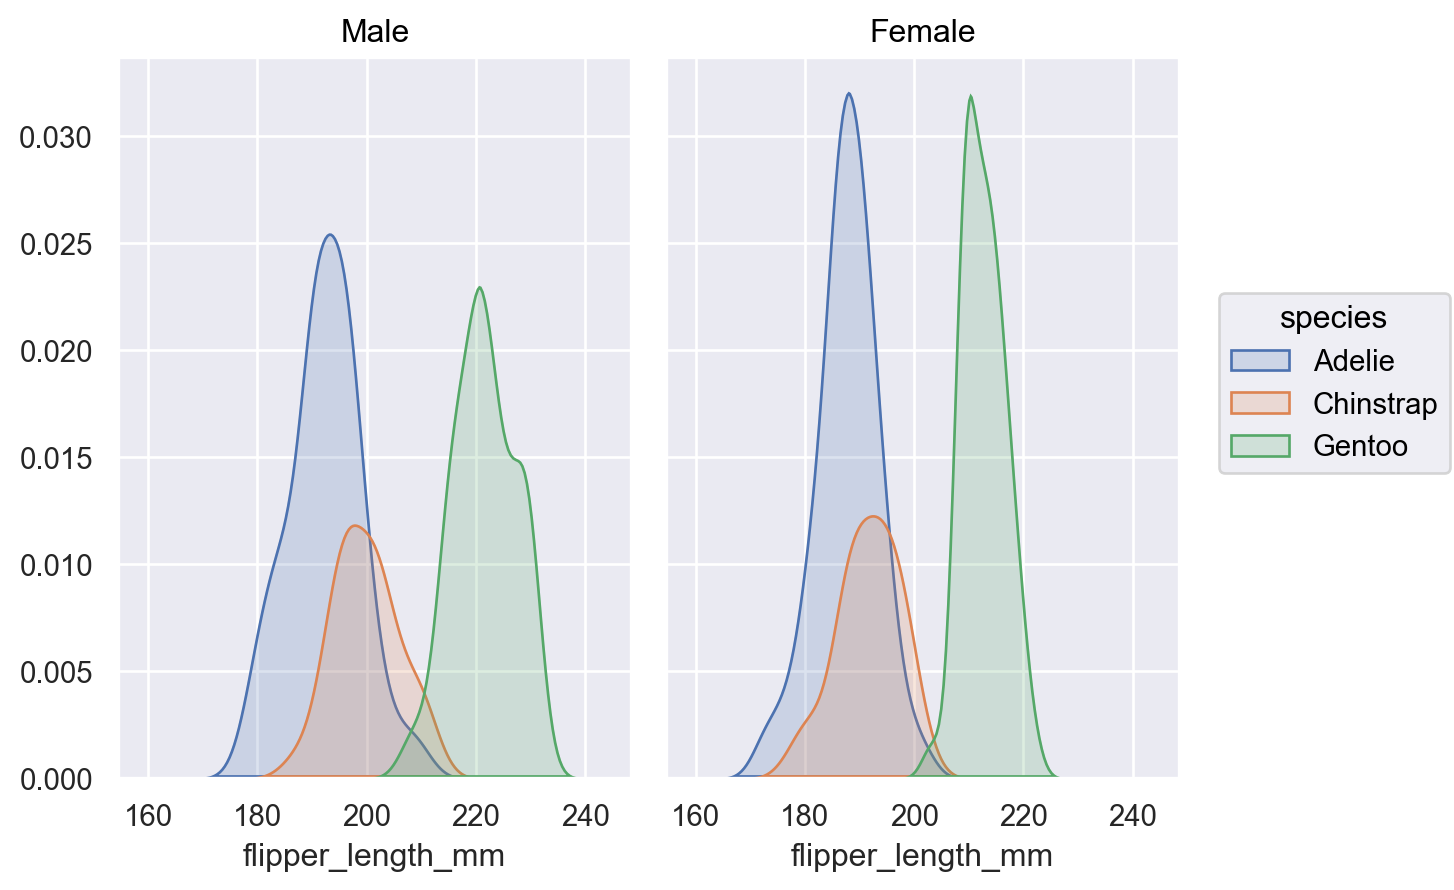 Male
Female
0.030
0.025
0.020
0.015
0.010
0.005
0.000
160 180 200 220 240
160 180 200 220 240
flipper_length_mm
flipper_length_mm
species
Adelie
Chinstrap
Gentoo